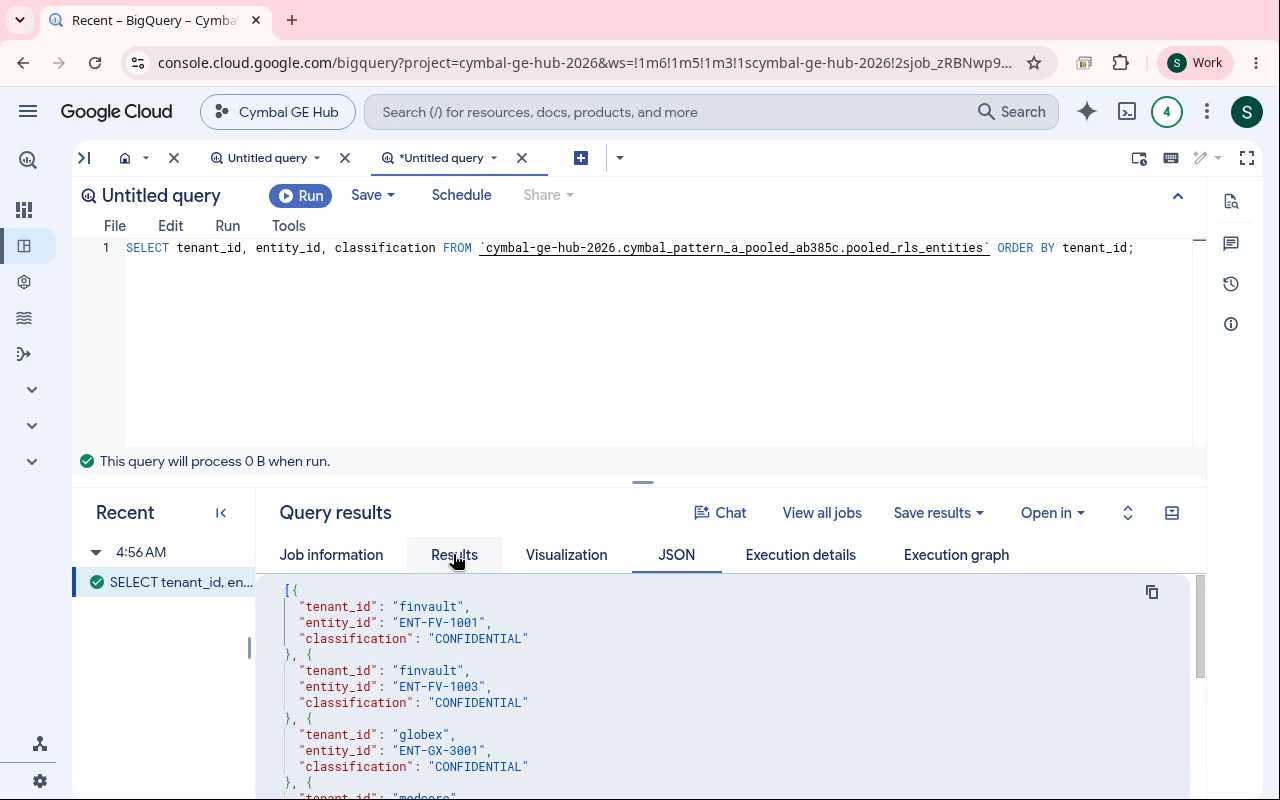 Recent – BigQuery – Cymba
console.cloud.google.com/bigquery?project=cymbal-ge-hub-2026&ws=!1m6!1m5!1m3!1scymbal-ge-hub-2026!2sjob_zRBNwp9...
S Work
Google Cloud
Cymbal GE Hub
Search (/) for resources, docs, products, and more
Search
4
S
Untitled query
*Untitled query
Untitled query
Run
Save
Schedule
Share
File
Edit
Run
Tools
1 SELECT tenant_id, entity_id, classification FROM `cymbal-ge-hub-2026.cymbal_pattern_a_pooled_ab385c.pooled_rls_entities` ORDER BY tenant_id;
This query will process 0 B when run.
Recent
4:56 AM
SELECT tenant_id, en...
Query results
Chat
View all jobs
Save results
Open in
Job information
Results
Visualization
JSON
Execution details
Execution graph
[{
"tenant_id": "finvault",
"entity_id": "ENT-FV-1001",
"classification": "CONFIDENTIAL"
}, {
"tenant_id": "finvault",
"entity_id": "ENT-FV-1003",
"classification": "CONFIDENTIAL"
}, {
"tenant_id": "globex",
"entity_id": "ENT-GX-3001",
"classification": "CONFIDENTIAL"
}, {
"tenant_id":